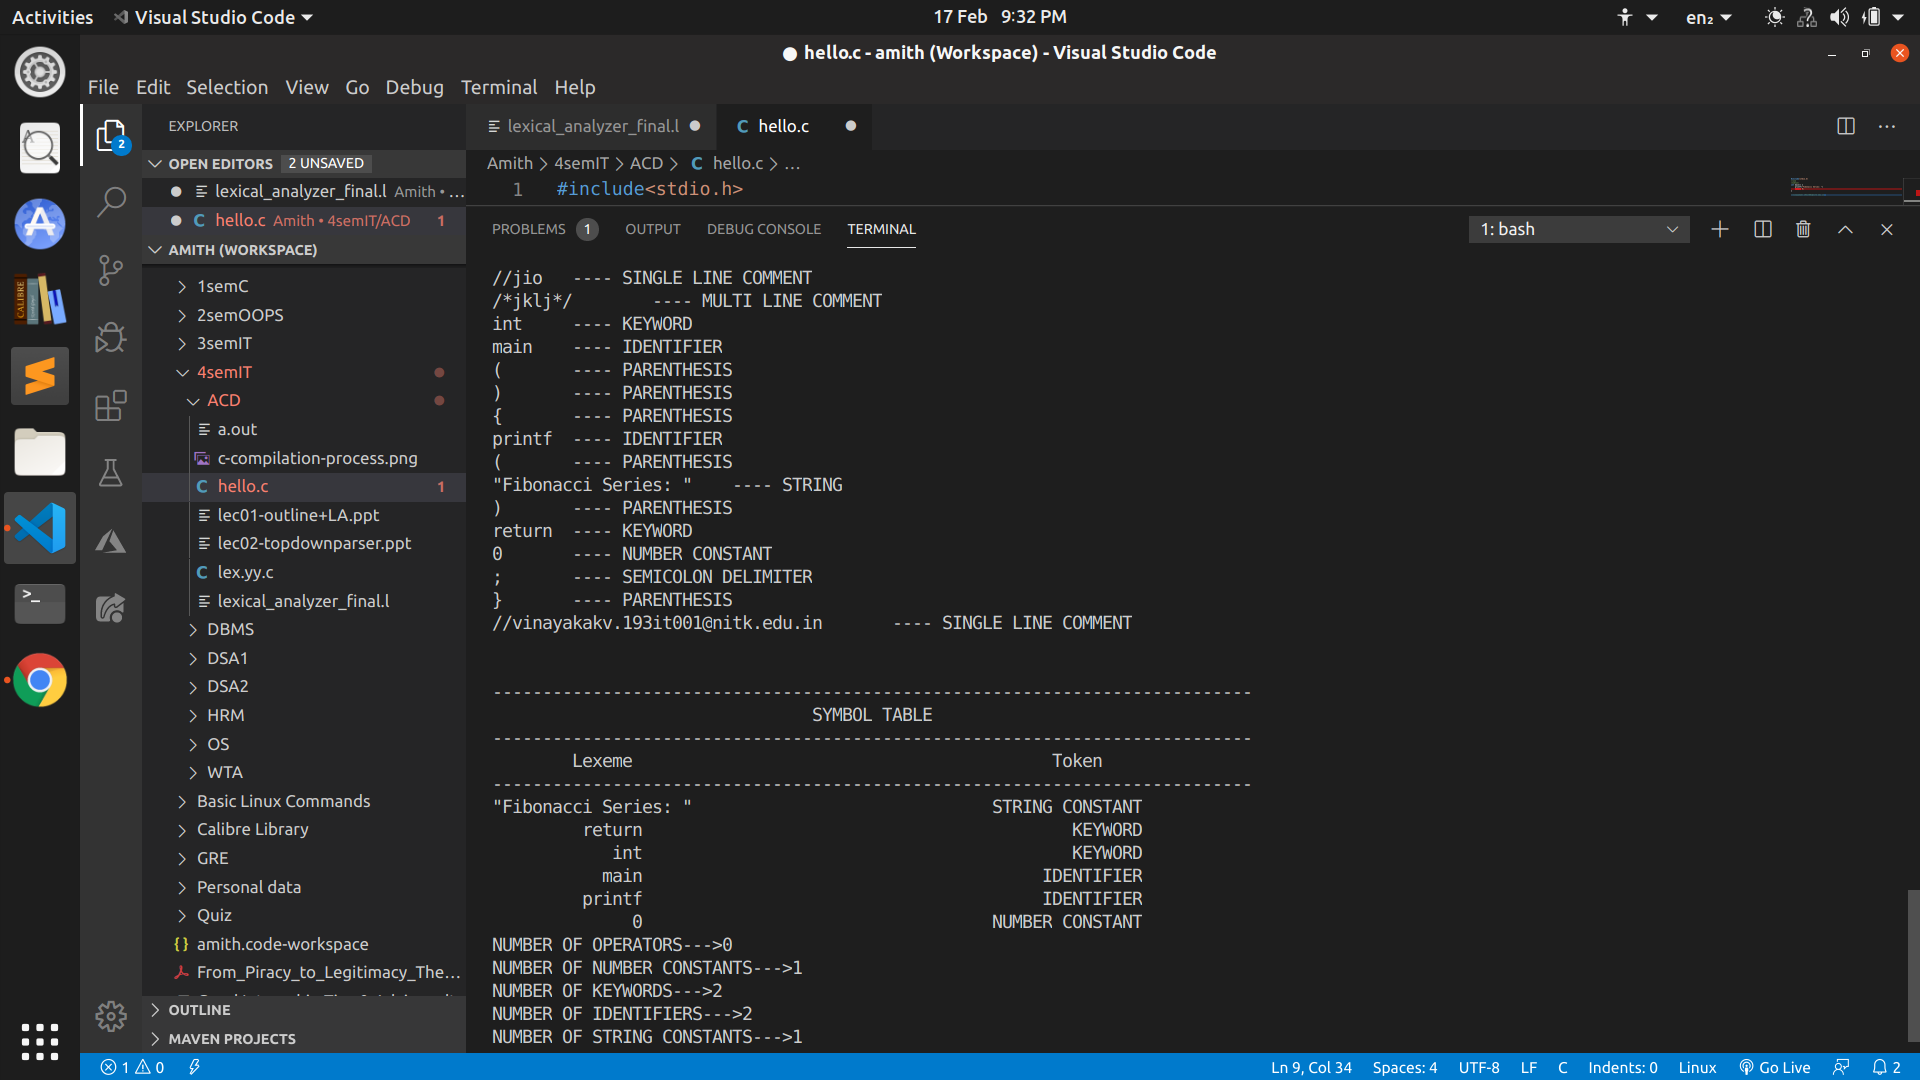 Activities Visual Studio Code 17 Feb 9:32 PM en₂
hello.c - amith (Workspace) - Visual Studio Code
File Edit Selection View Go Debug Terminal Help
EXPLORER
OPEN EDITORS 2 UNSAVED
lexical_analyzer_final.l Amith • ...
hello.c Amith • 4semIT/ACD 1
AMITH (WORKSPACE)
1semC
2semOOPS
3semIT
4semIT
ACD
a.out
c-compilation-process.png
hello.c 1
lec01-outline+LA.ppt
lec02-topdownparser.ppt
lex.yy.c
lexical_analyzer_final.l
DBMS
DSA1
DSA2
HRM
OS
WTA
Basic Linux Commands
Calibre Library
GRE
Personal data
Quiz
amith.code-workspace
From_Piracy_to_Legitimacy_The...
OUTLINE
MAVEN PROJECTS
2
CALIBRE
A
>_
lexical_analyzer_final.l hello.c
Amith > 4semIT > ACD > C hello.c > ...
1 #include<stdio.h>
PROBLEMS 1 OUTPUT DEBUG CONSOLE TERMINAL 1: bash
//jio ---- SINGLE LINE COMMENT
/*jklj*/ ---- MULTI LINE COMMENT
int ---- KEYWORD
main ---- IDENTIFIER
( ---- PARENTHESIS
) ---- PARENTHESIS
{ ---- PARENTHESIS
printf ---- IDENTIFIER
( ---- PARENTHESIS
"Fibonacci Series: " ---- STRING
) ---- PARENTHESIS
return ---- KEYWORD
0 ---- NUMBER CONSTANT
; ---- SEMICOLON DELIMITER
} ---- PARENTHESIS
//vinayakakv.193it001@nitk.edu.in ---- SINGLE LINE COMMENT
----------------------------------------------------------------------------
SYMBOL TABLE
----------------------------------------------------------------------------
Lexeme Token
----------------------------------------------------------------------------
"Fibonacci Series: " STRING CONSTANT
return KEYWORD
int KEYWORD
main IDENTIFIER
printf IDENTIFIER
0 NUMBER CONSTANT
NUMBER OF OPERATORS--->0
NUMBER OF NUMBER CONSTANTS--->1
NUMBER OF KEYWORDS--->2
NUMBER OF IDENTIFIERS--->2
NUMBER OF STRING CONSTANTS--->1
1 0 Ln 9, Col 34 Spaces: 4 UTF-8 LF C Indents: 0 Linux Go Live 2